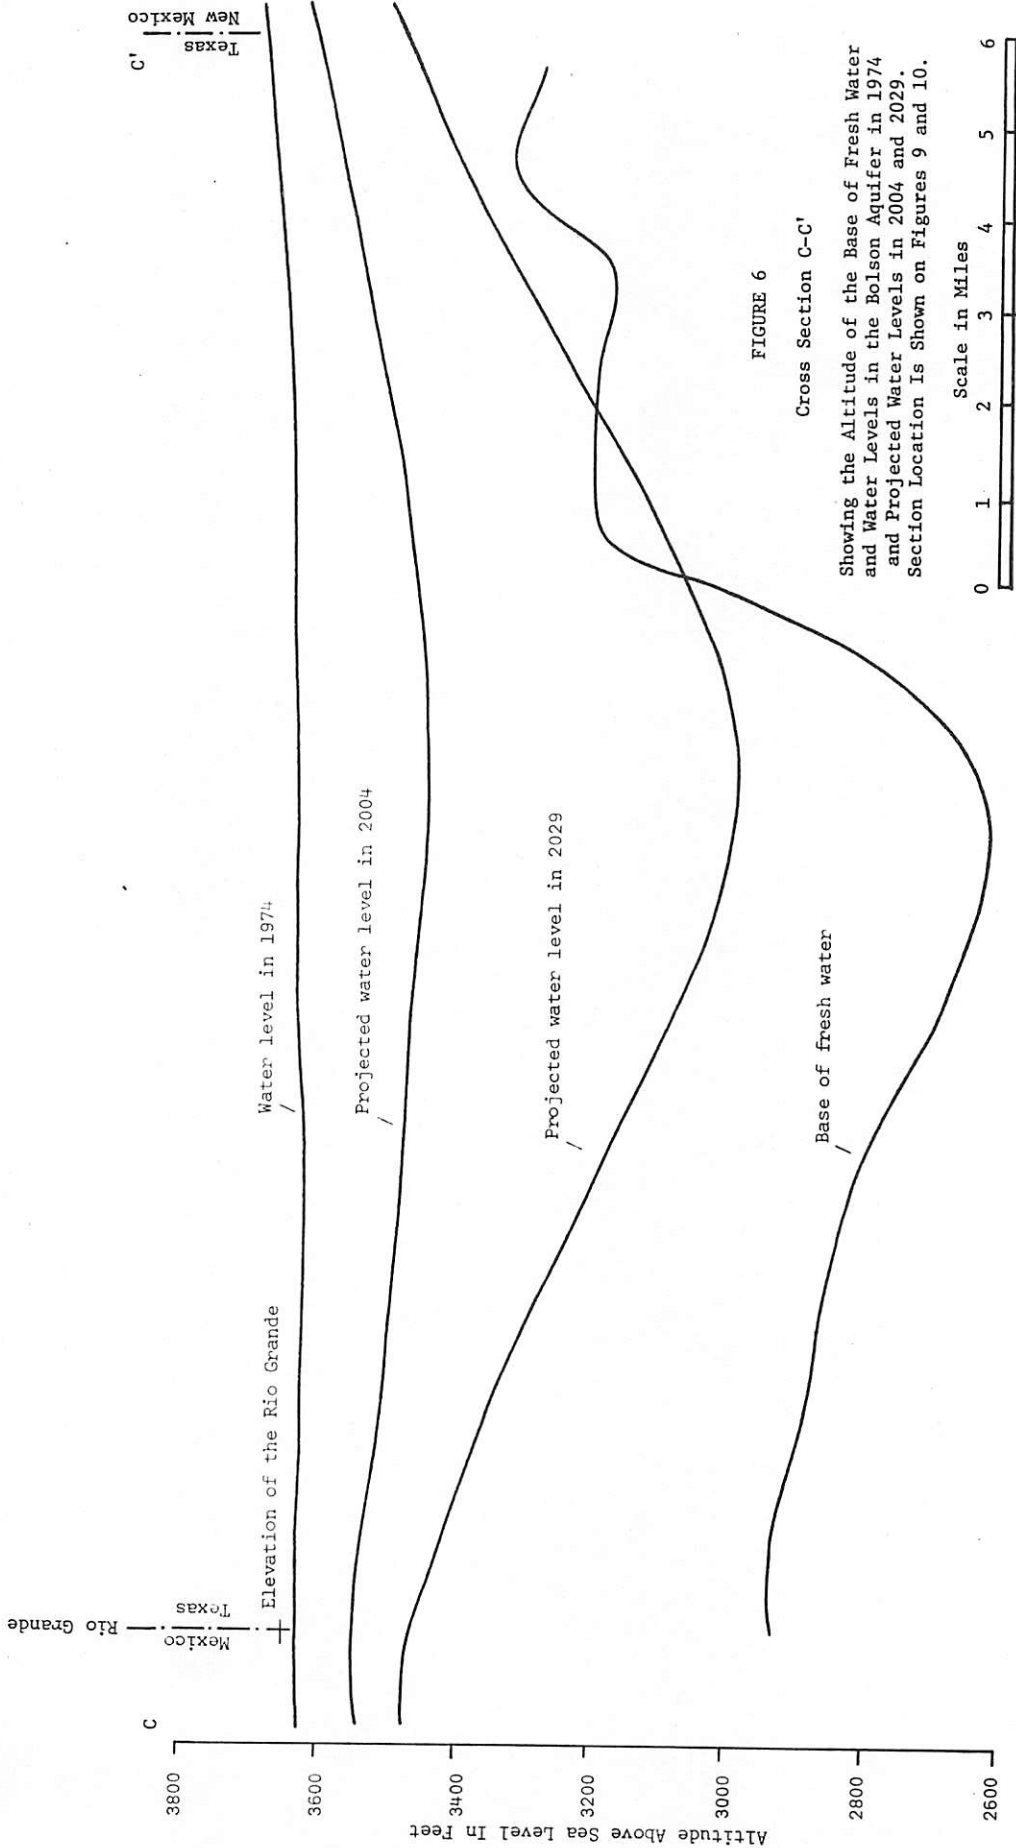 C
C'
Rio Grande
Mexico
Texas
Texas
New Mexico
Elevation of the Rio Grande
Water level in 1974
Projected water level in 2004
Projected water level in 2029
Base of fresh water
Altitude Above Sea Level In Feet
3800
3600
3400
3200
3000
2800
2600
FIGURE 6
Cross Section C-C'
Showing the Altitude of the Base of Fresh Water
and Water Levels in the Bolson Aquifer in 1974
and Projected Water Levels in 2004 and 2029.
Section Location Is Shown on Figures 9 and 10.
Scale in Miles
0 1 2 3 4 5 6